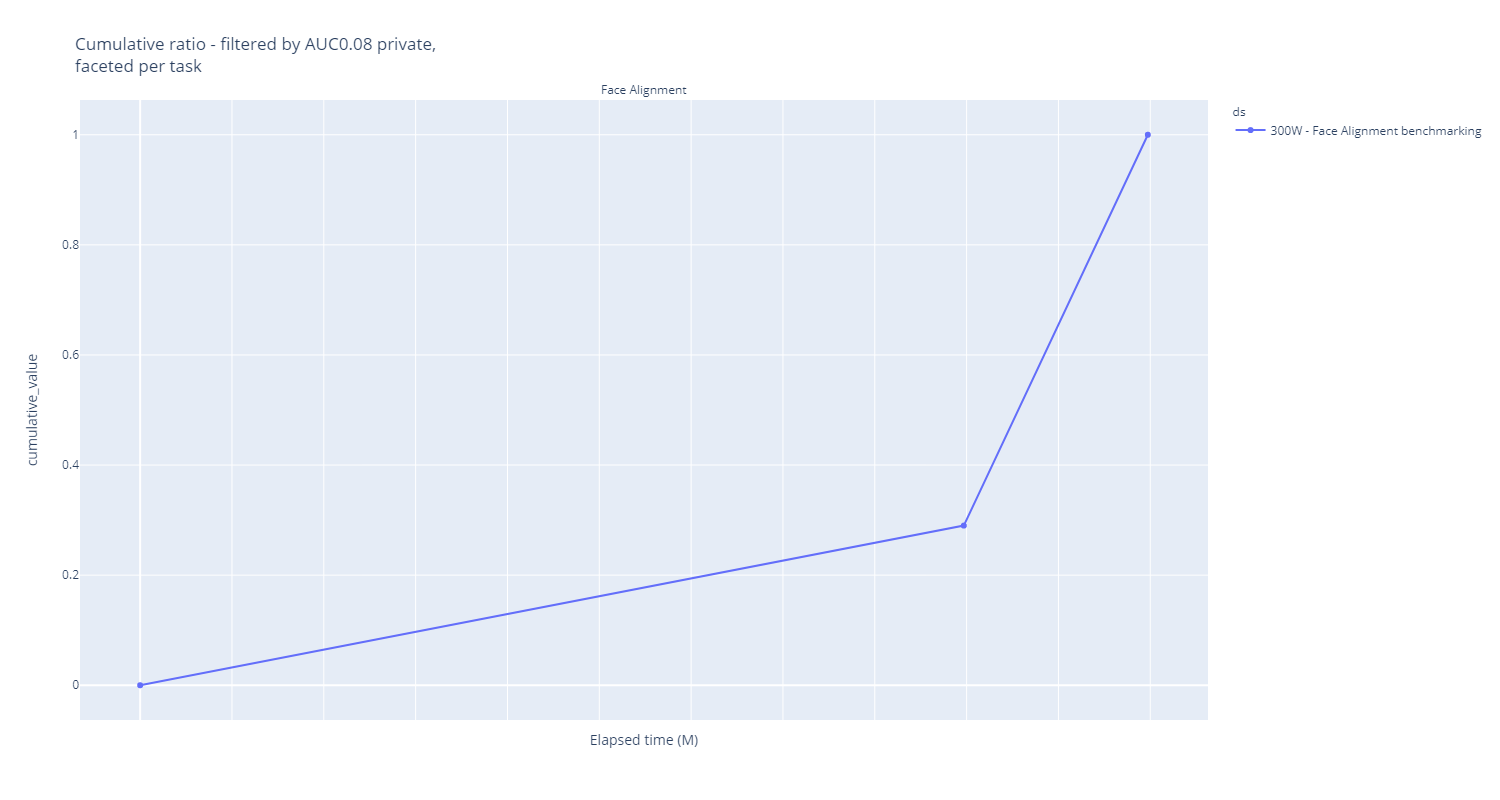 Cumulative ratio - filtered by AUC0.08 private,
faceted per task
Face Alignment
ds
300W - Face Alignment benchmarking
1
0.8
0.6
0.4
0.2
0
cumulative_value
Elapsed time (M)